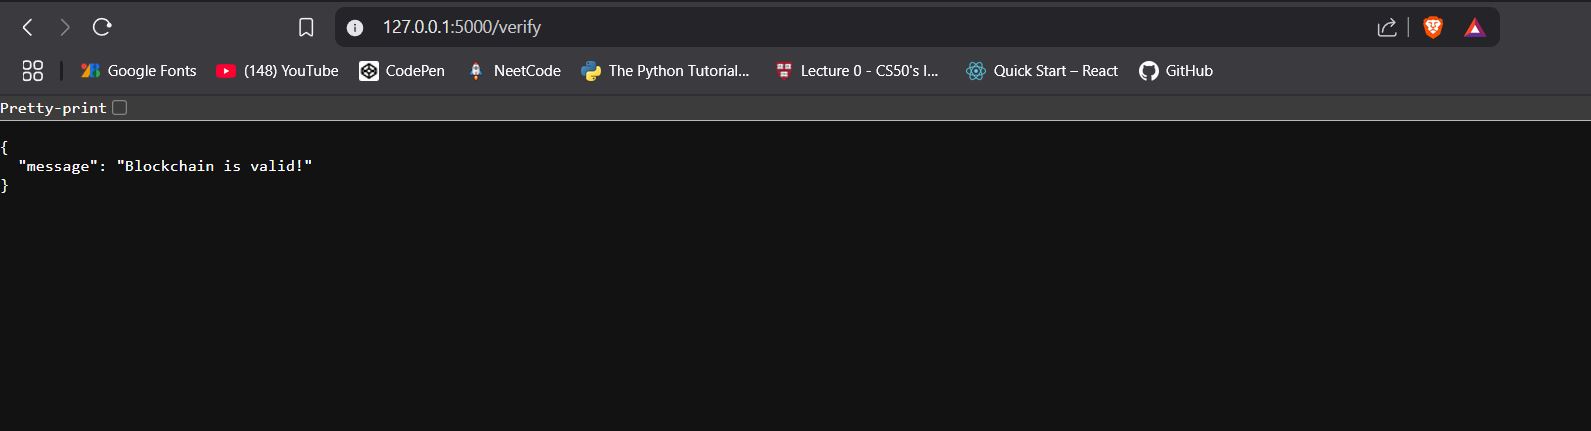 127.0.0.1:5000/verify
Google Fonts (148) YouTube CodePen NeetCode The Python Tutorial... Lecture 0 - CS50's I... Quick Start – React GitHub
Pretty-print
{
  "message": "Blockchain is valid!"
}